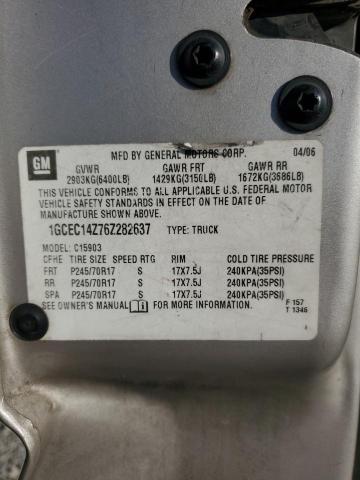 MFD BY GENERAL MOTORS CORP. 04/06
GM GVWR GAWR FRT GAWR RR
2903KG(6400LB) 1429KG(3150LB) 1672KG(3686LB)
THIS VEHICLE CONFORMS TO ALL APPLICABLE U.S. FEDERAL MOTOR
VEHICLE SAFETY STANDARDS IN EFFECT ON THE DATE OF
MANUFACTURE SHOWN ABOVE.
1GCEC14Z76Z282637 TYPE: TRUCK
MODEL: C15903
CFHE TIRE SIZE SPEED RTG RIM COLD TIRE PRESSURE
FRT P245/70R17 S 17X7.5J 240KPA(35PSI)
RR P245/70R17 S 17X7.5J 240KPA(35PSI)
SPA P245/70R17 S 17X7.5J 240KPA(35PSI)
SEE OWNER'S MANUAL FOR MORE INFORMATION. F 157
T 1346